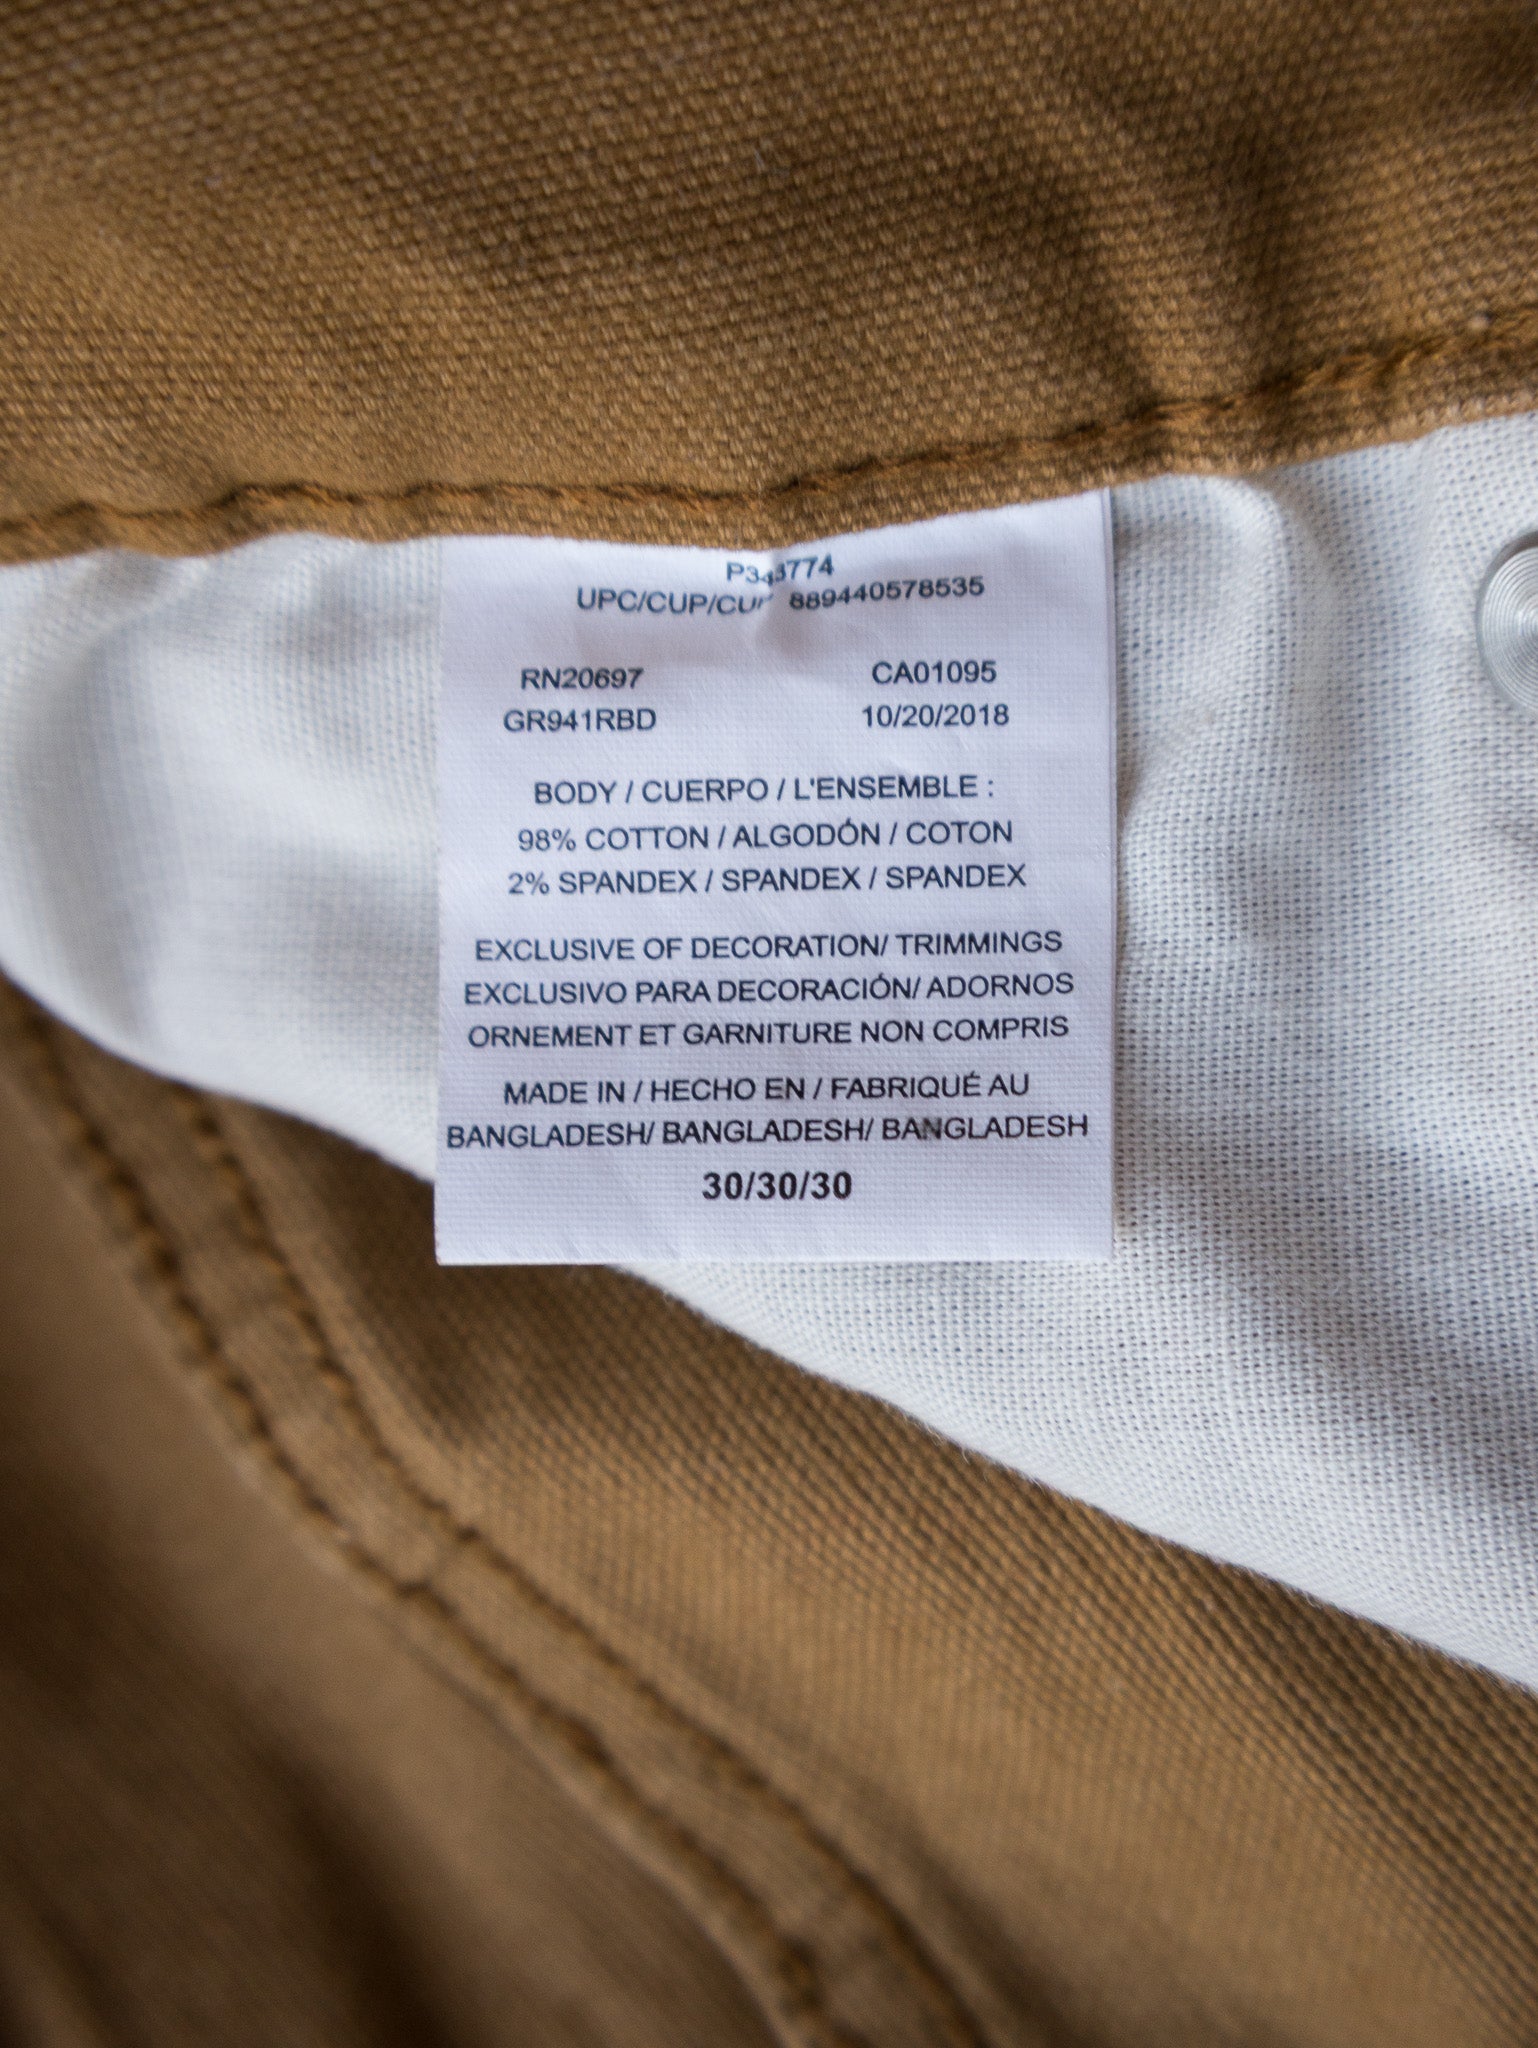 UPC/CUP/CUP 889440578535
RN20697 CA01095
GR941RBD 10/20/2018
BODY / CUERPO / L'ENSEMBLE :
98% COTTON / ALGODÓN / COTON
2% SPANDEX / SPANDEX / SPANDEX
EXCLUSIVE OF DECORATION/ TRIMMINGS
EXCLUSIVO PARA DECORACIÓN/ ADORNOS
ORNEMENT ET GARNITURE NON COMPRIS
MADE IN / HECHO EN / FABRIQUÉ AU
BANGLADESH/ BANGLADESH/ BANGLADESH
30/30/30